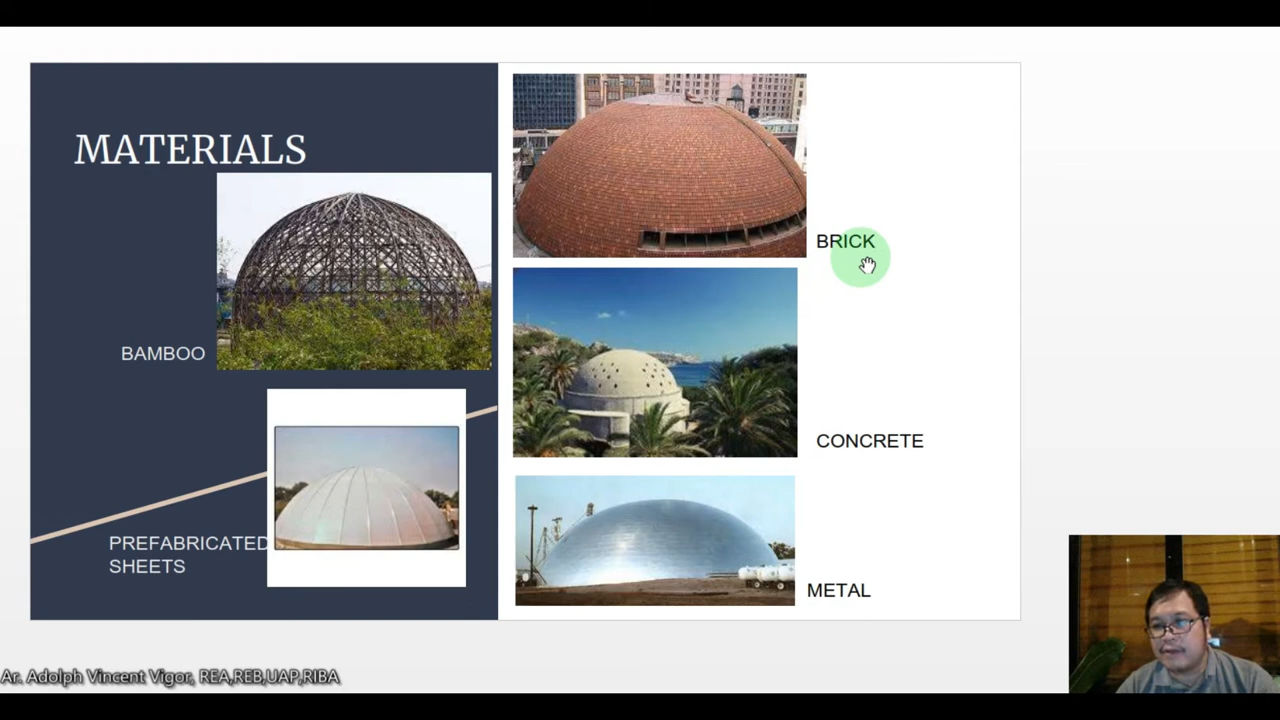 MATERIALS
BAMBOO
PREFABRICATED
SHEETS
BRICK
CONCRETE
METAL
Ar. Adolph Vincent Vigor, REA,REB,UAP,RIBA